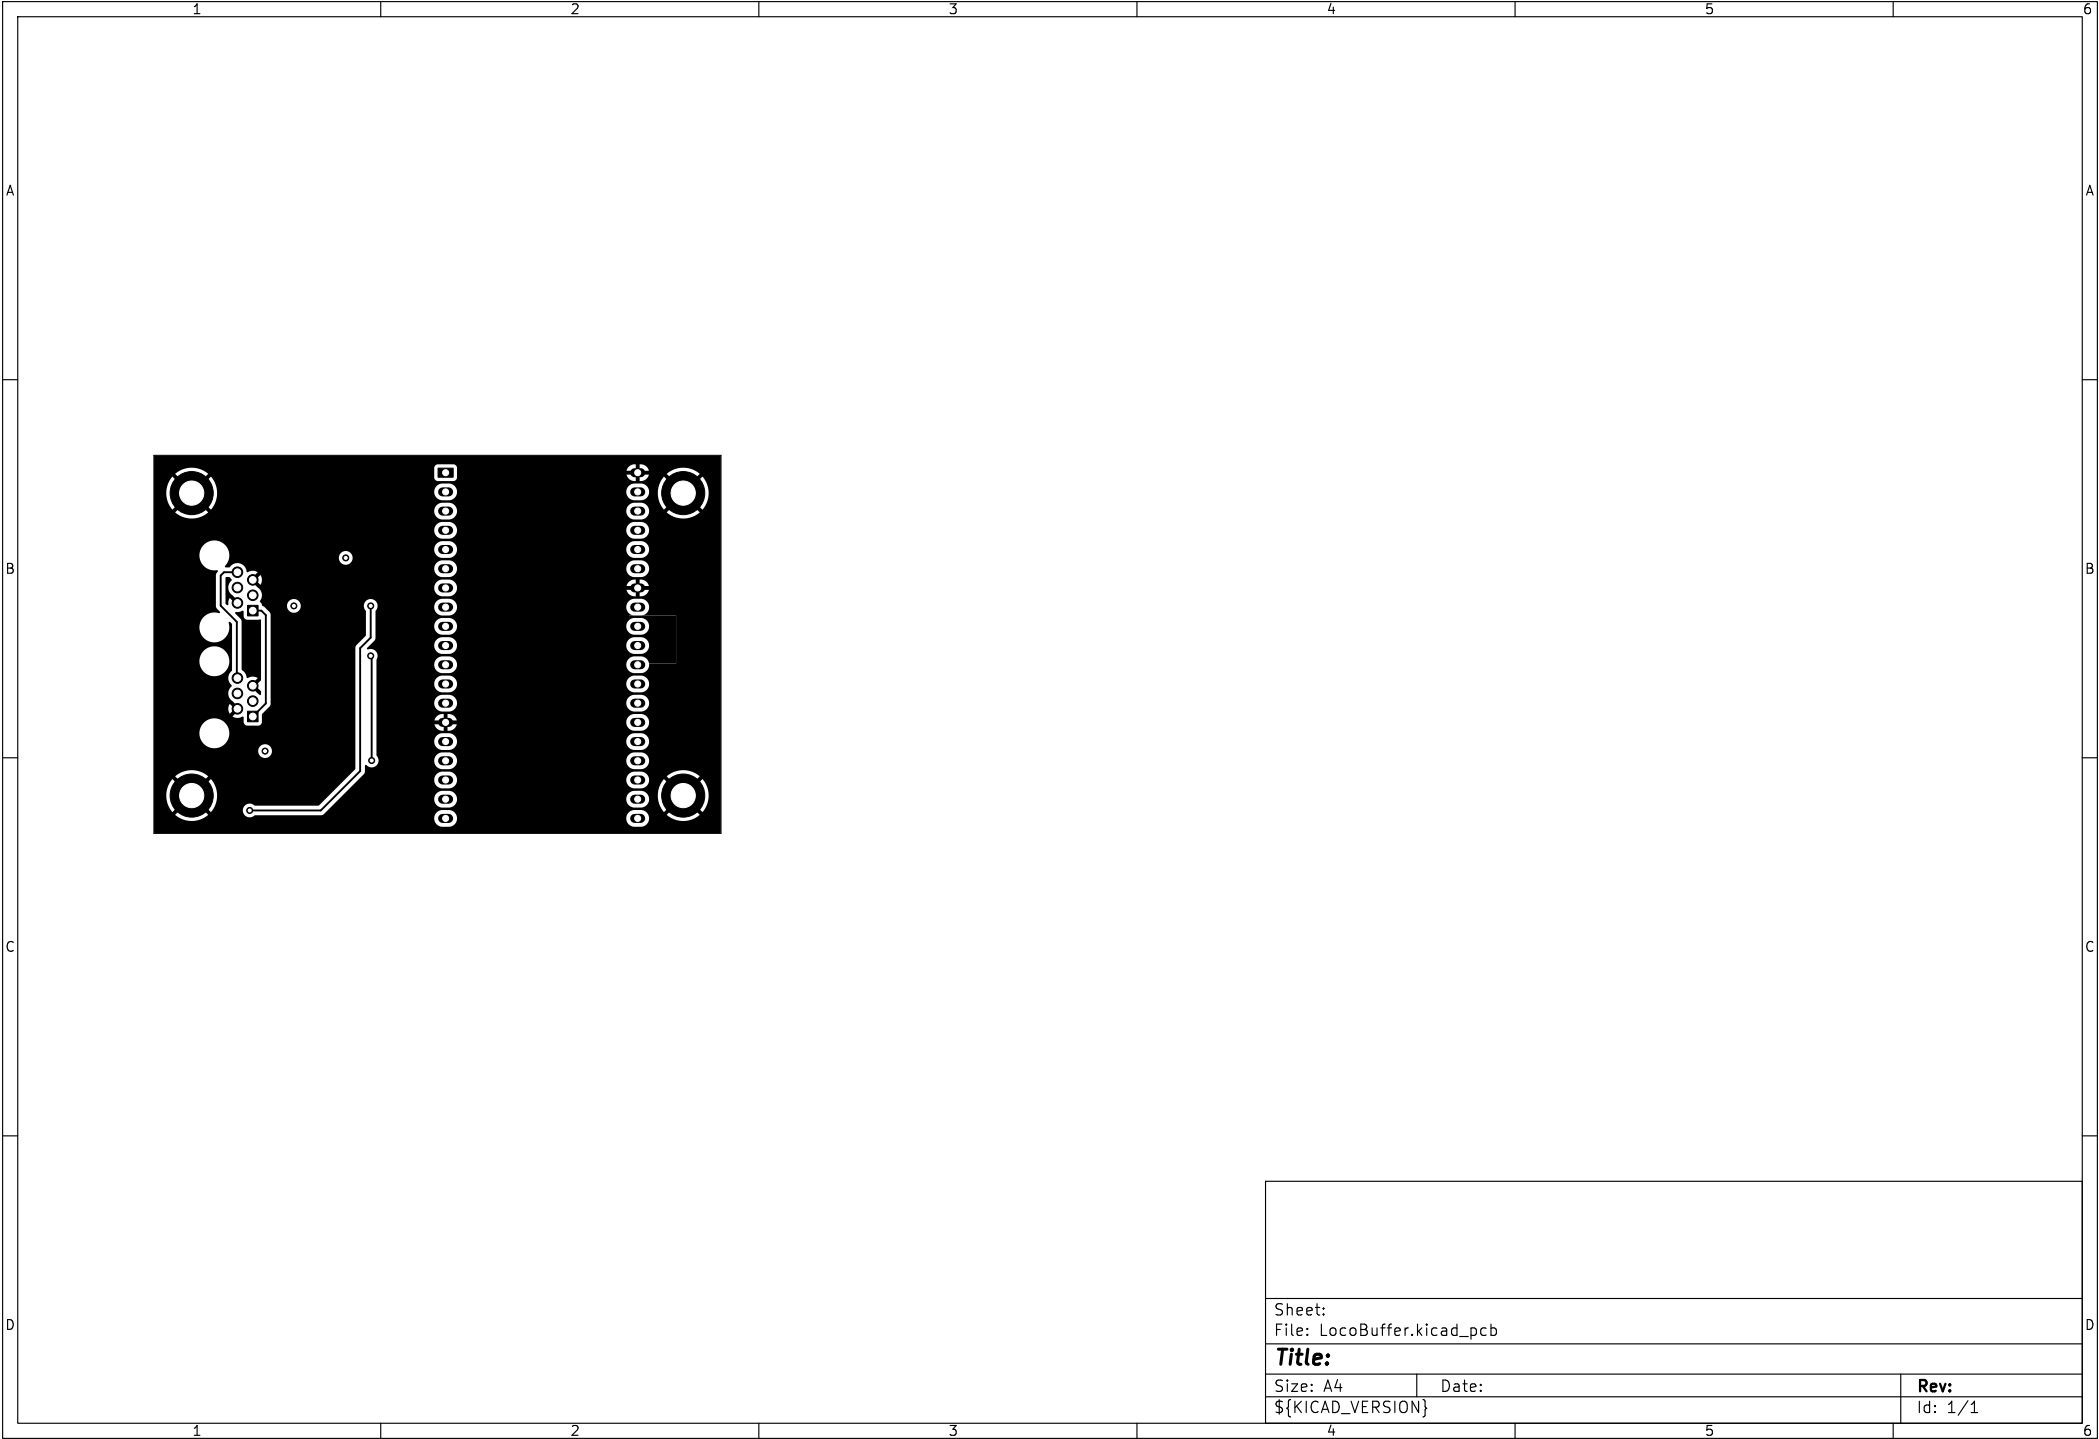 1 2 3 4 5 6
A A
B B
C C
D D
Sheet:
File: LocoBuffer.kicad_pcb
Title:
Size: A4 Date: Rev:
${KICAD_VERSION} Id: 1/1
1 2 3 4 5 6